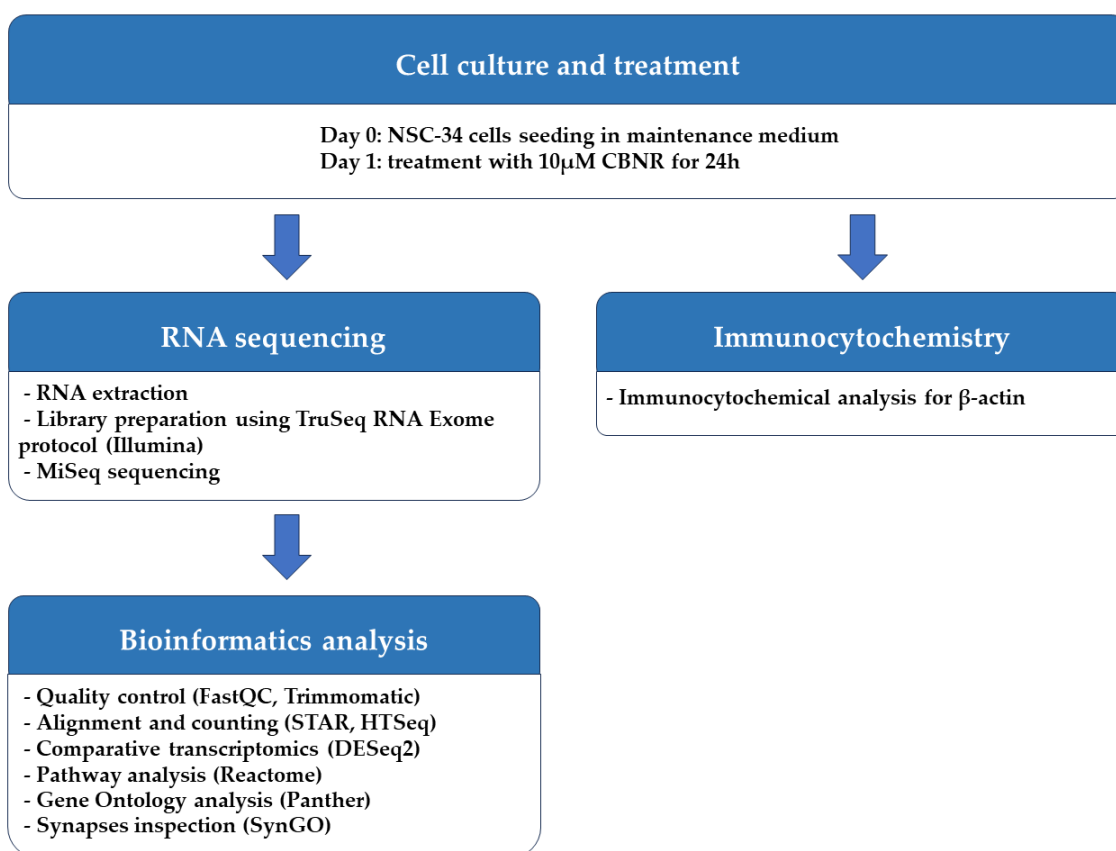 Cell culture and treatment
Day 0: NSC-34 cells seeding in maintenance medium
Day 1: treatment with 10µM CBNR for 24h
RNA sequencing
- RNA extraction
- Library preparation using TruSeq RNA Exome
protocol (Illumina)
- MiSeq sequencing
Immunocytochemistry
- Immunocytochemical analysis for β-actin
Bioinformatics analysis
- Quality control (FastQC, Trimmomatic)
- Alignment and counting (STAR, HTSeq)
- Comparative transcriptomics (DESeq2)
- Pathway analysis (Reactome)
- Gene Ontology analysis (Panther)
- Synapses inspection (SynGO)